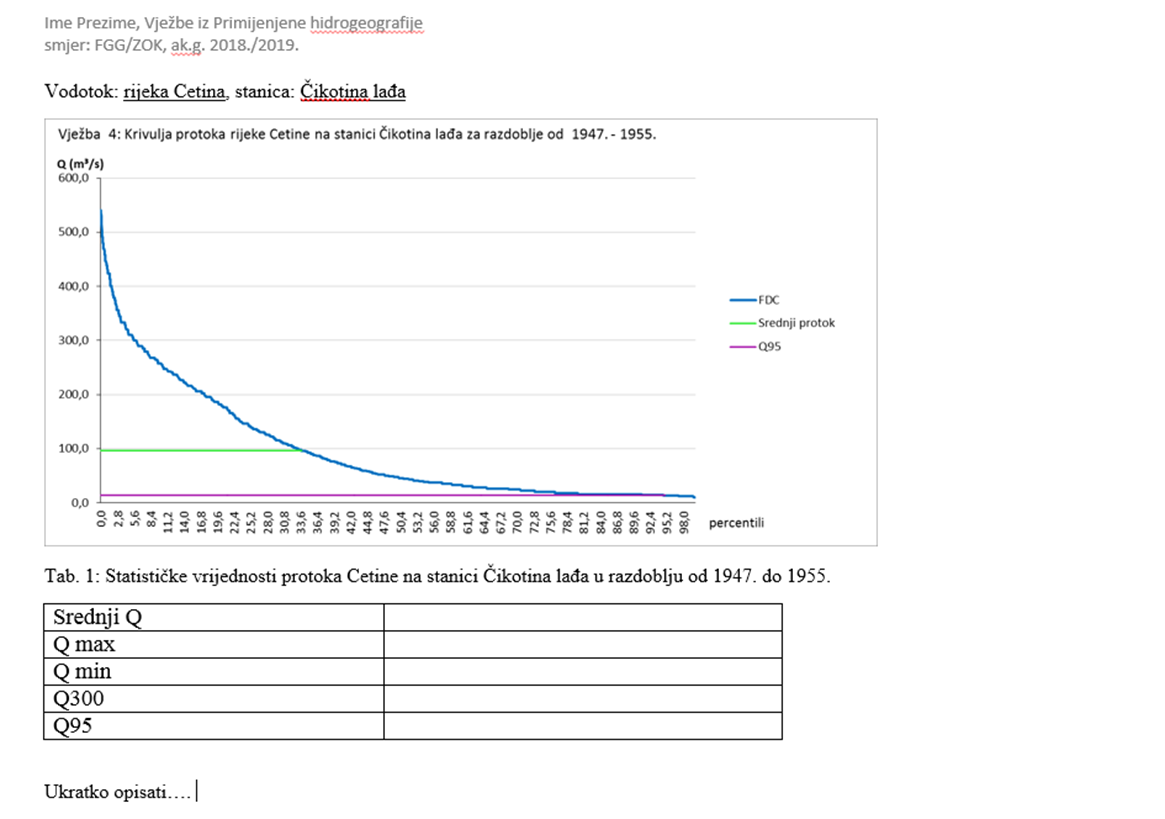 Ime Prezime, Vježbe iz Primijenjene hidrogeografije
smjer: FGG/ZOK, ak.g. 2018./2019.
Vodotok: rijeka Cetina, stanica: Čikotina lađa
Vježba 4: Krivulja protoka rijeke Cetine na stanici Čikotina lađa za razdoblje od 1947. - 1955.
Q (m³/s)
600,0
500,0
400,0
300,0
200,0
100,0
0,0
FDC
Srednji protok
Q95
0,0 2,8 5,6 8,4 11,2 14,0 16,8 19,6 22,4 25,2 28,0 30,8 33,6 36,4 39,2 42,0 44,8 47,6 50,4 53,2 56,0 58,8 61,6 64,4 67,2 70,0 72,8 75,6 78,4 81,2 84,0 86,8 89,6 92,4 95,2 98,0
percentili
Tab. 1: Statističke vrijednosti protoka Cetine na stanici Čikotina lađa u razdoblju od 1947. do 1955.
Srednji Q
Q max
Q min
Q300
Q95
Ukratko opisati….